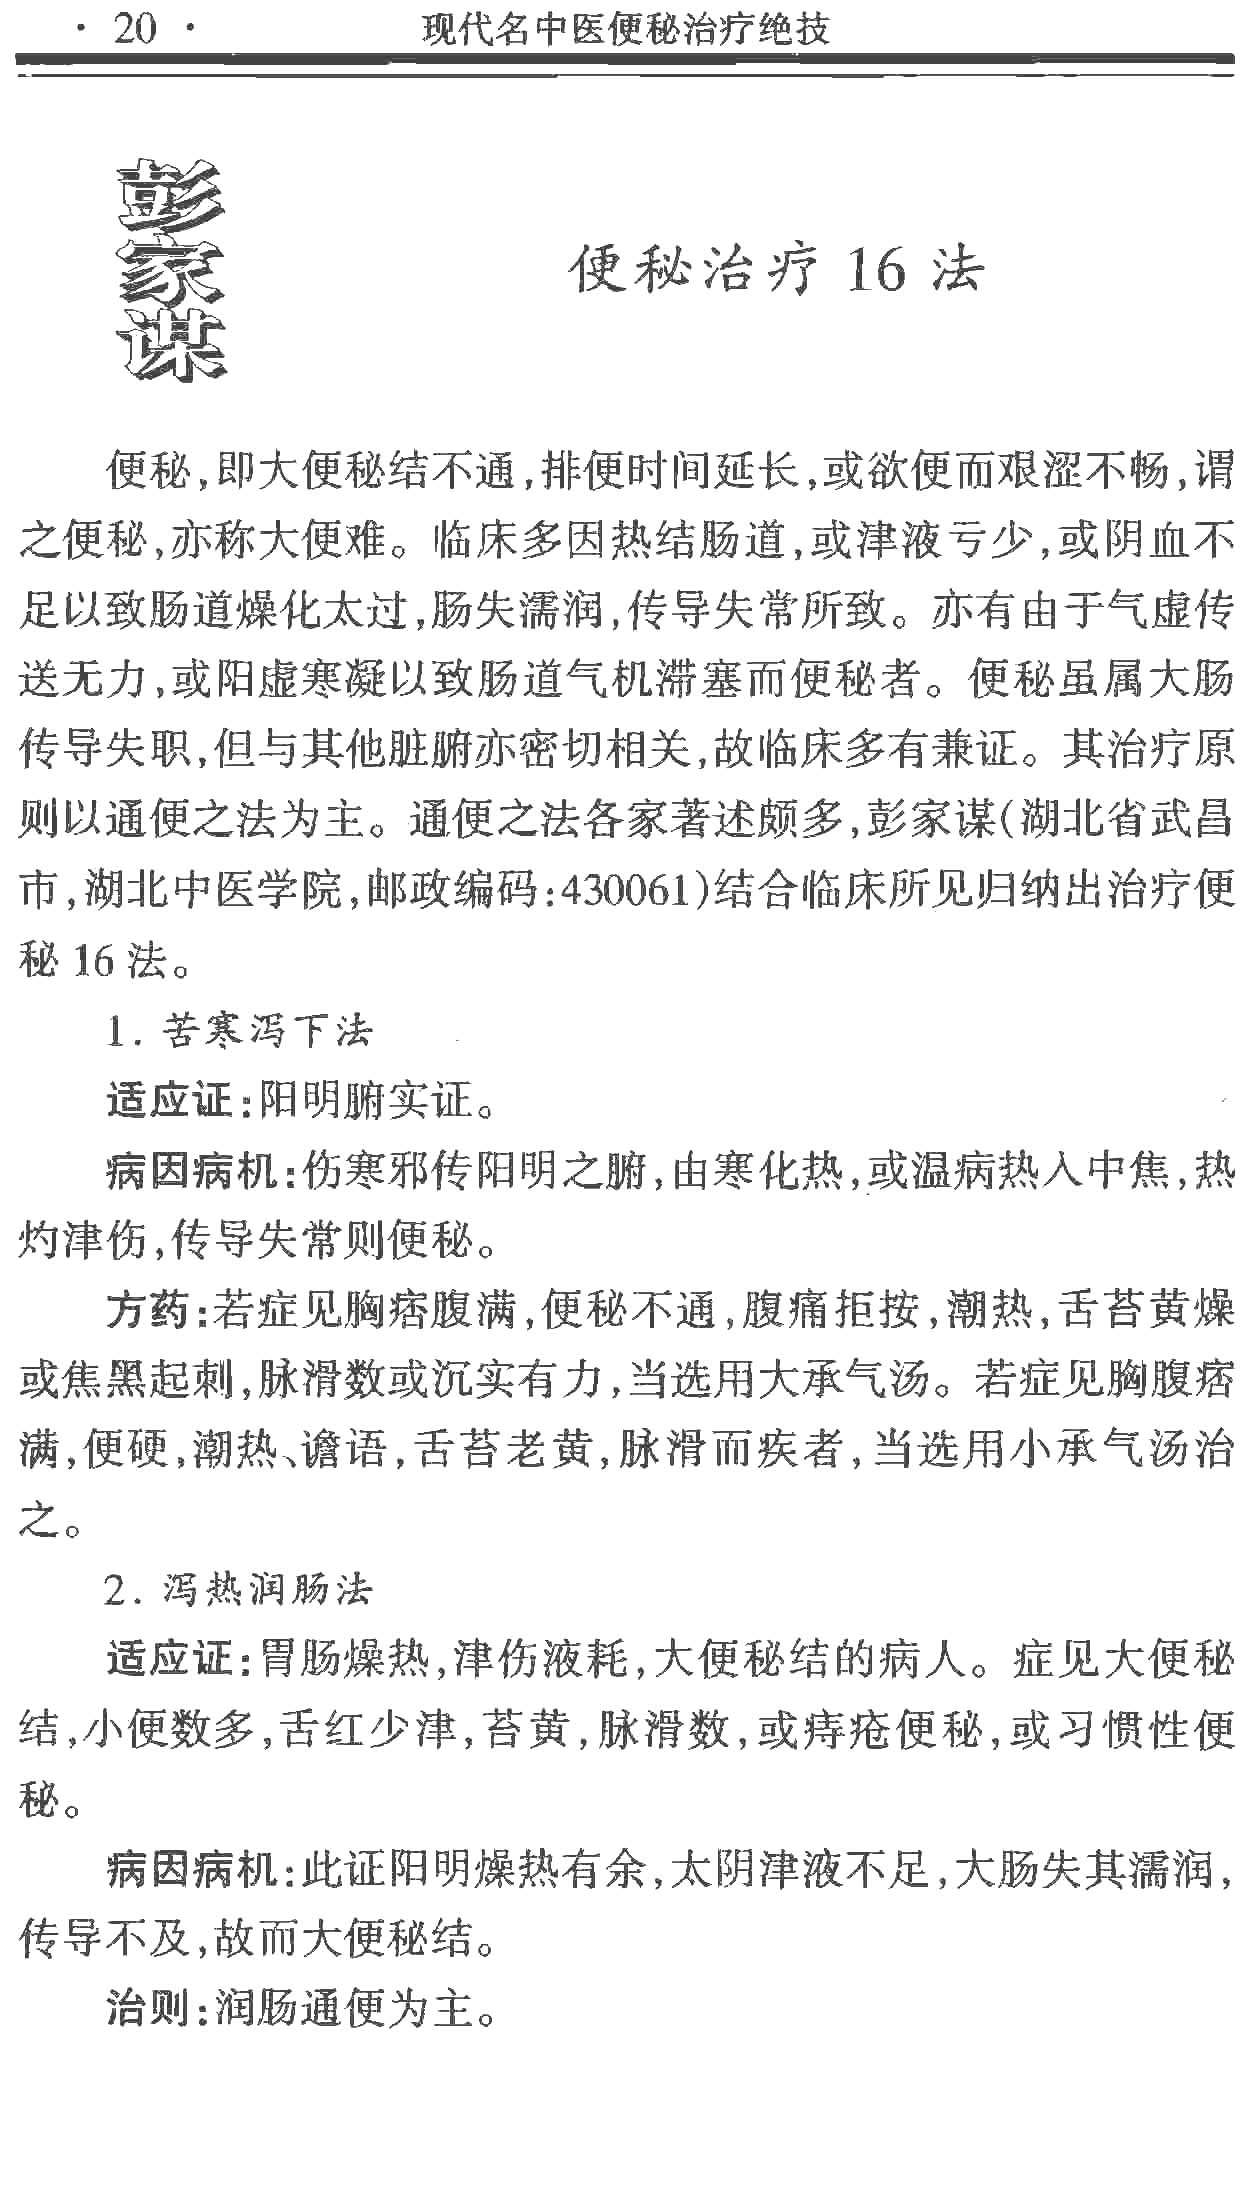 · 20 ·
现代名中医便秘治疗绝技
彭家谋
便秘治疗 16 法
便秘,即大便秘结不通,排便时间延长,或欲便而艰涩不畅,谓
之便秘,亦称大便难。临床多因热结肠道,或津液亏少,或阴血不
足以致肠道燥化太过,肠失濡润,传导失常所致。亦有由于气虚传
送无力,或阳虚寒凝以致肠道气机滞塞而便秘者。便秘虽属大肠
传导失职,但与其他脏腑亦密切相关,故临床多有兼证。其治疗原
则以通便之法为主。通便之法各家著述颇多,彭家谋(湖北省武昌
市,湖北中医学院,邮政编码:430061)结合临床所见归纳出治疗便
秘 16 法。
1. 苦寒泻下法
适应证:阳明腑实证。
病因病机:伤寒邪传阳明之腑,由寒化热,或温病热入中焦,热
灼津伤,传导失常则便秘。
方药:若症见胸痞腹满,便秘不通,腹痛拒按,潮热,舌苔黄燥
或焦黑起刺,脉滑数或沉实有力,当选用大承气汤。若症见胸腹痞
满,便硬,潮热、谵语,舌苔老黄,脉滑而疾者,当选用小承气汤治
之。
2. 泻热润肠法
适应证:胃肠燥热,津伤液耗,大便秘结的病人。症见大便秘
结,小便数多,舌红少津,苔黄,脉滑数,或痔疮便秘,或习惯性便
秘。
病因病机:此证阳明燥热有余,太阴津液不足,大肠失其濡润,
传导不及,故而大便秘结。
治则:润肠通便为主。